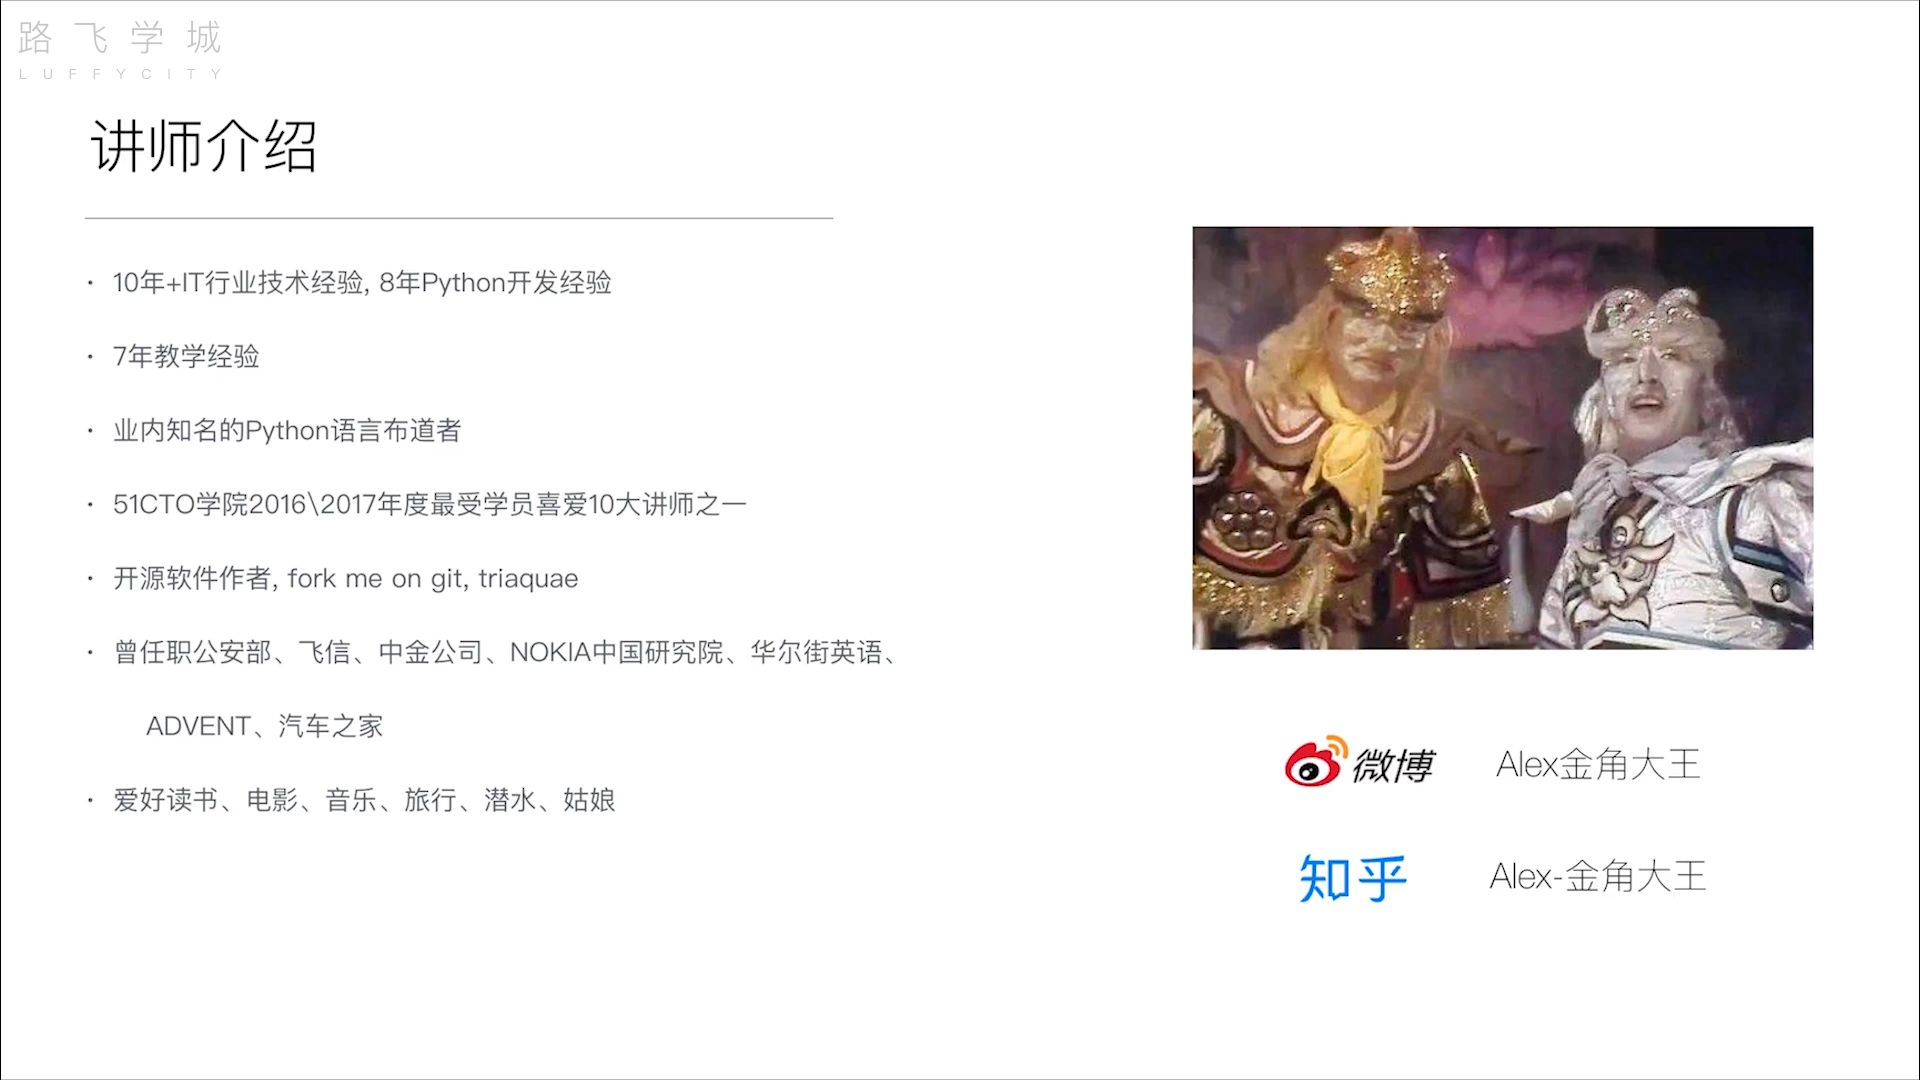 路飞学城
LUFFYCITY
讲师介绍
· 10年+IT行业技术经验, 8年Python开发经验
· 7年教学经验
· 业内知名的Python语言布道者
· 51CTO学院2016\2017年度最受学员喜爱10大讲师之一
· 开源软件作者, fork me on git, triaquae
· 曾任职公安部、飞信、中金公司、NOKIA中国研究院、华尔街英语、
ADVENT、汽车之家
· 爱好读书、电影、音乐、旅行、潜水、姑娘
微博 Alex金角大王
知乎 Alex-金角大王